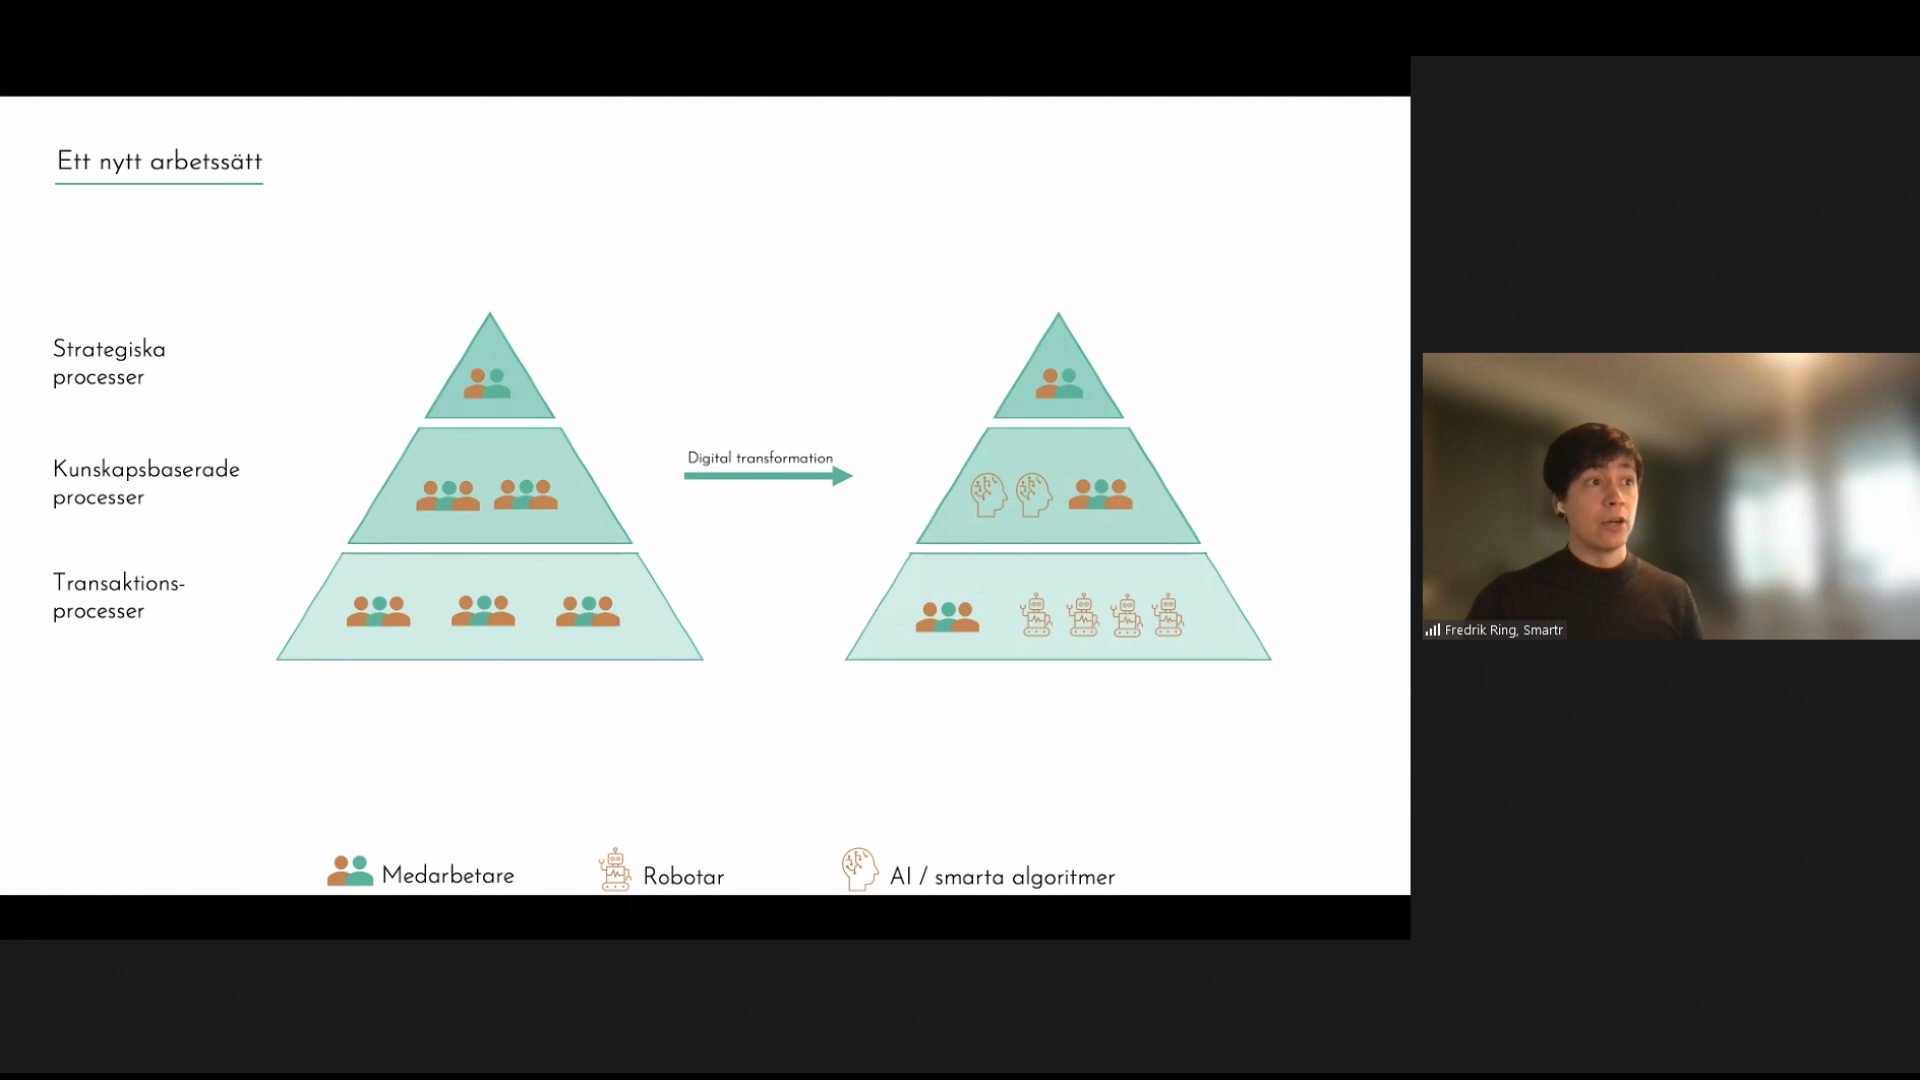 Ett nytt arbetssätt
Strategiska
processer
Kunskapsbaserade
processer
Transaktions-
processer
Digital transformation
Medarbetare
Robotar
AI / smarta algoritmer
Fredrik Ring, Smartr